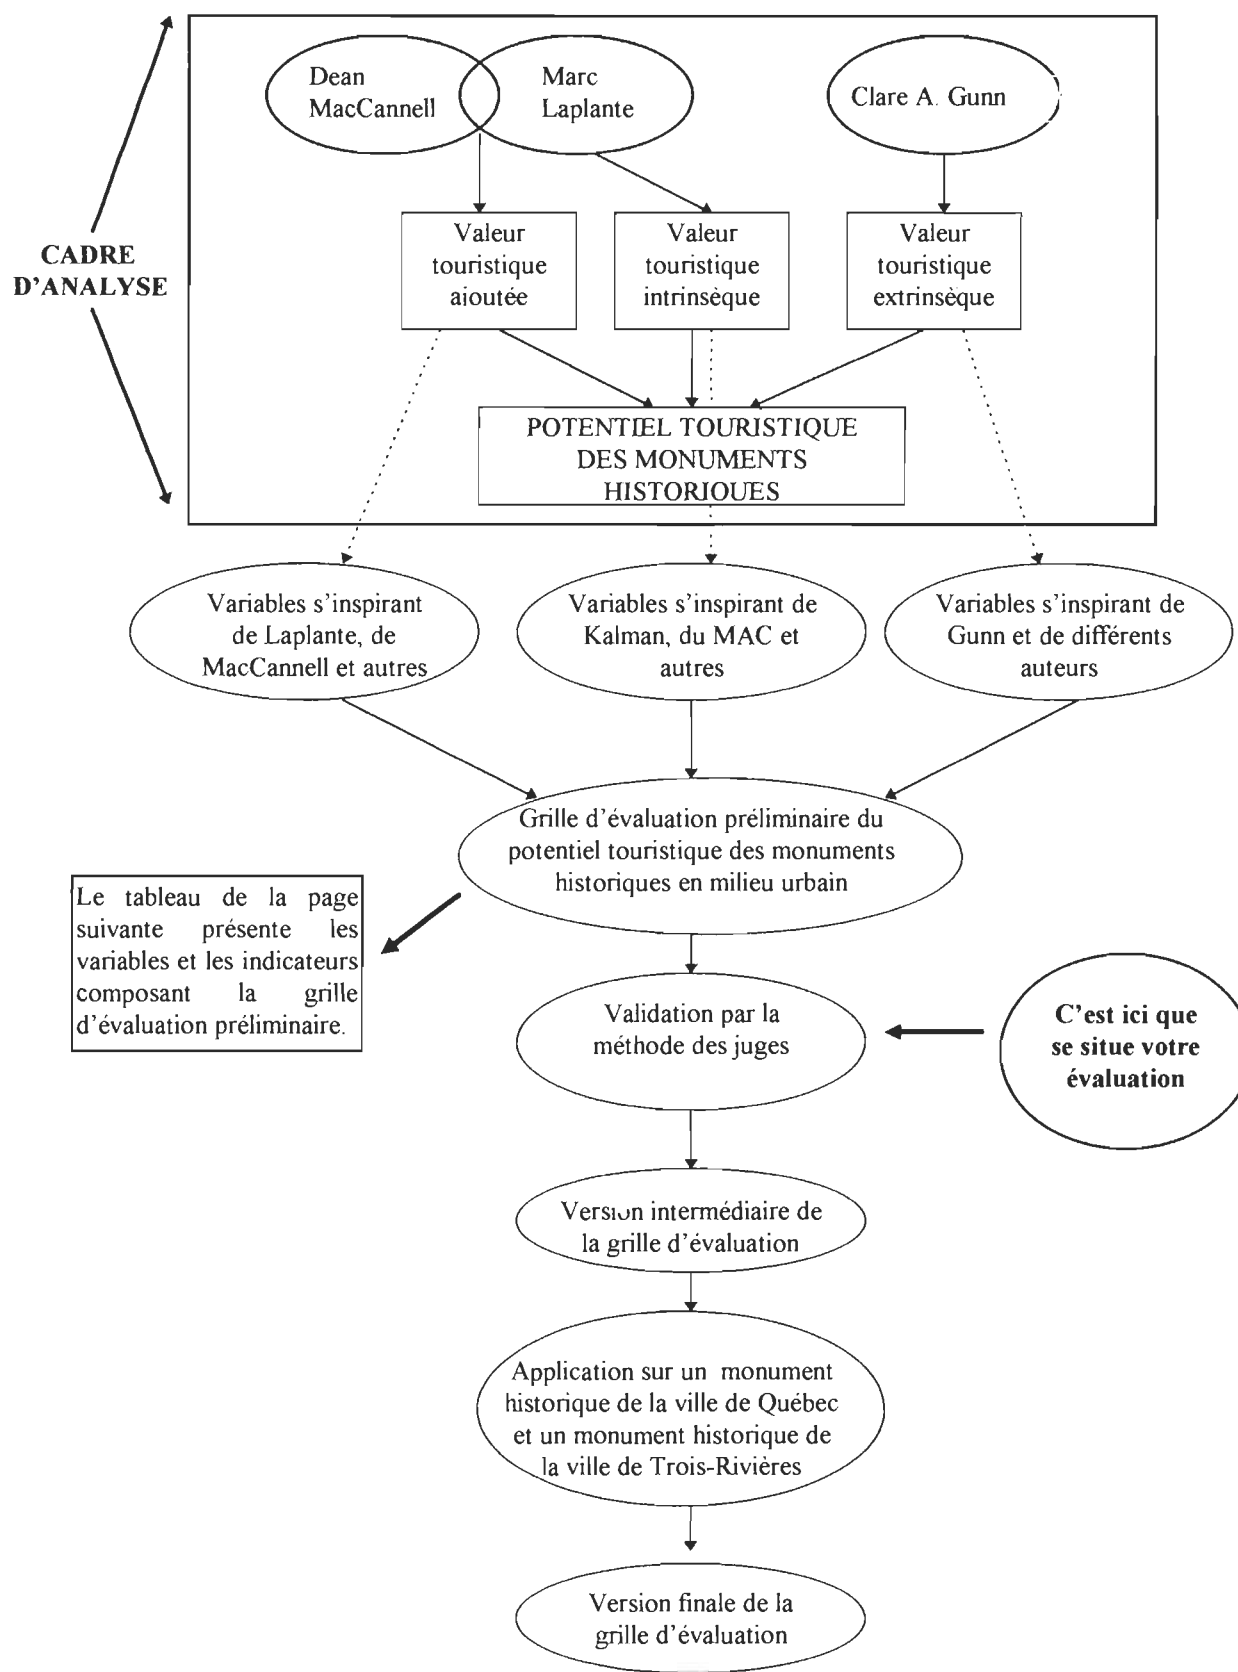 Dean
MacCannell
Marc
Laplante
Clare A. Gunn
CADRE
D'ANALYSE
Valeur
touristique
aioutée
Valeur
touristique
intrinsèque
Valeur
touristique
extrinsèque
POTENTIEL TOURISTIQUE
DES MONUMENTS
HISTORIOUES
Variables s'inspirant
de Laplante, de
MacCannell et autres
Variables s'inspirant de
Kalman, du MAC et
autres
Variables s'inspirant de
Gunn et de différents
auteurs
Grille d'évaluation préliminaire du
potentiel touristique des monuments
historiques en milieu urbain
Le tableau de la page
suivante présente les
variables et les indicateurs
composant la grille
d'évaluation préliminaire.
Validation par la
méthode des juges
C'est ici que
se situe votre
évaluation
Version intermédiaire de
la grille d'évaluation
Application sur un monument
historique de la ville de Québec
et un monument historique de
la ville de Trois-Rivières
Version finale de la
grille d'évaluation